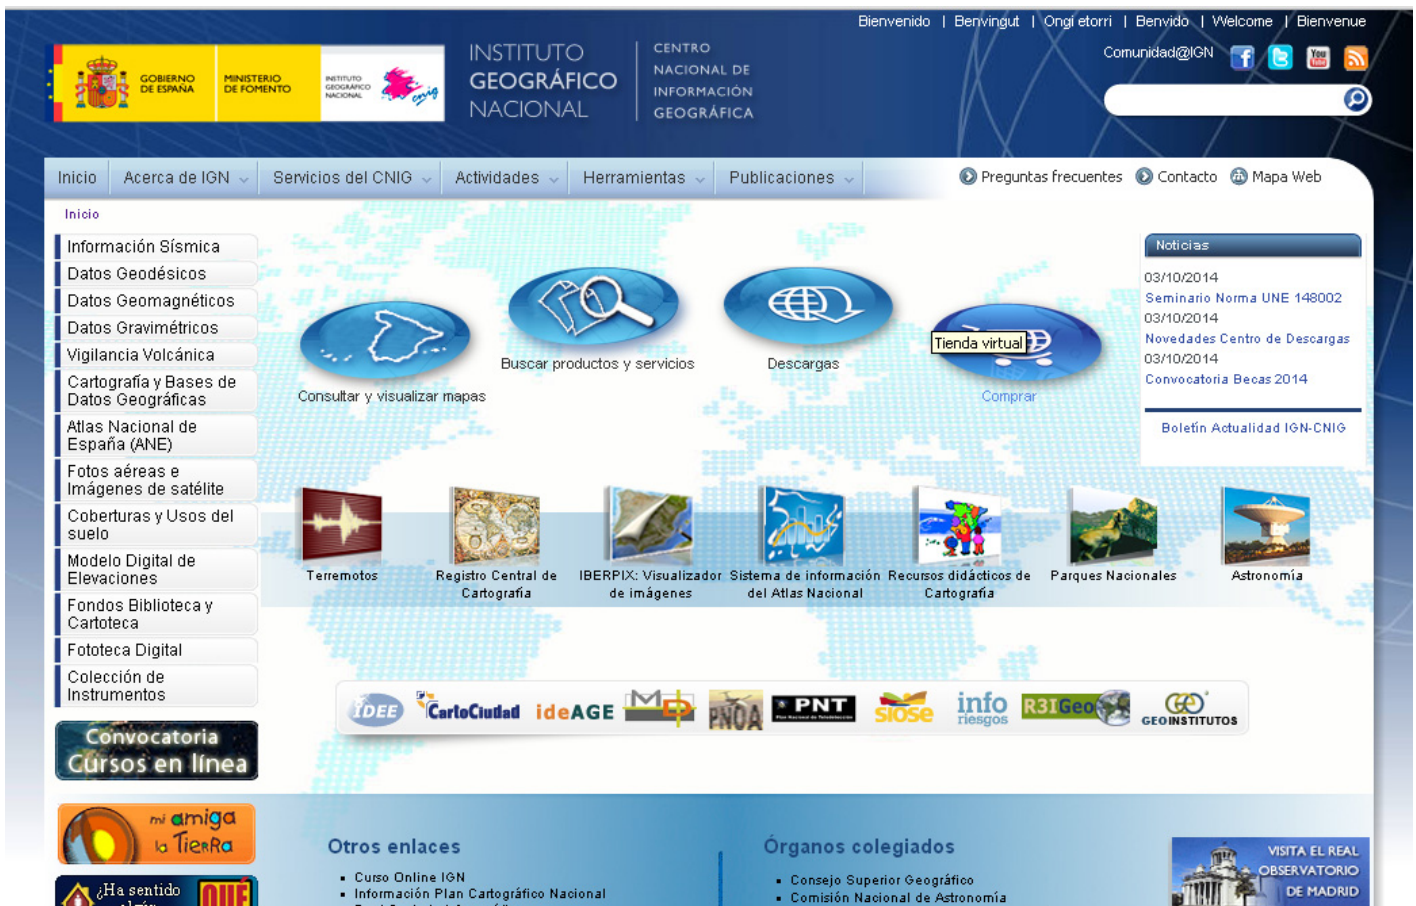 Bienvenido | Benvingut | Ongi etorri | Benvido | Welcome | Bienvenue
Comunidad@IGN
You
Tube
GOBIERNO
DE ESPAÑA
MINISTERIO
DE FOMENTO
INSTITUTO
GEOGRÁFICO
NACIONAL
cnig
INSTITUTO
GEOGRÁFICO
NACIONAL
CENTRO
NACIONAL DE
INFORMACIÓN
GEOGRÁFICA
Inicio
Acerca de IGN
Servicios del CNIG
Actividades
Herramientas
Publicaciones
Preguntas frecuentes
Contacto
Mapa Web
Inicio
Información Sísmica
Datos Geodésicos
Datos Geomagnéticos
Datos Gravimétricos
Vigilancia Volcánica
Cartografía y Bases de
Datos Geográficas
Atlas Nacional de
España (ANE)
Fotos aéreas e
Imágenes de satélite
Coberturas y Usos del
suelo
Modelo Digital de
Elevaciones
Fondos Biblioteca y
Cartoteca
Fototeca Digital
Colección de
Instrumentos
Convocatoria
Cursos en línea
mi amiga
la Tierra
¿Ha sentido
QUÉ
Consultar y visualizar mapas
Buscar productos y servicios
Descargas
Tienda virtual
Comprar
Noticias
03/10/2014
Seminario Norma UNE 148002
03/10/2014
Novedades Centro de Descargas
03/10/2014
Convocatoria Becas 2014
Boletín Actualidad IGN-CNIG
Terremotos
Registro Central de
Cartografía
IBERPIX: Visualizador
de imágenes
Sistema de información
del Atlas Nacional
Recursos didácticos de
Cartografía
Parques Nacionales
Astronomía
IDEE
CartoCiudad
ideAGE
PNOA
PNT
Plan Nacional de Teledetección
SIOSE
info
riesgos
R3IGeo
GEOINSTITUTOS
Otros enlaces
Curso Online IGN
Información Plan Cartográfico Nacional
Órganos colegiados
Consejo Superior Geográfico
Comisión Nacional de Astronomía
VISITA EL REAL
OBSERVATORIO
DE MADRID